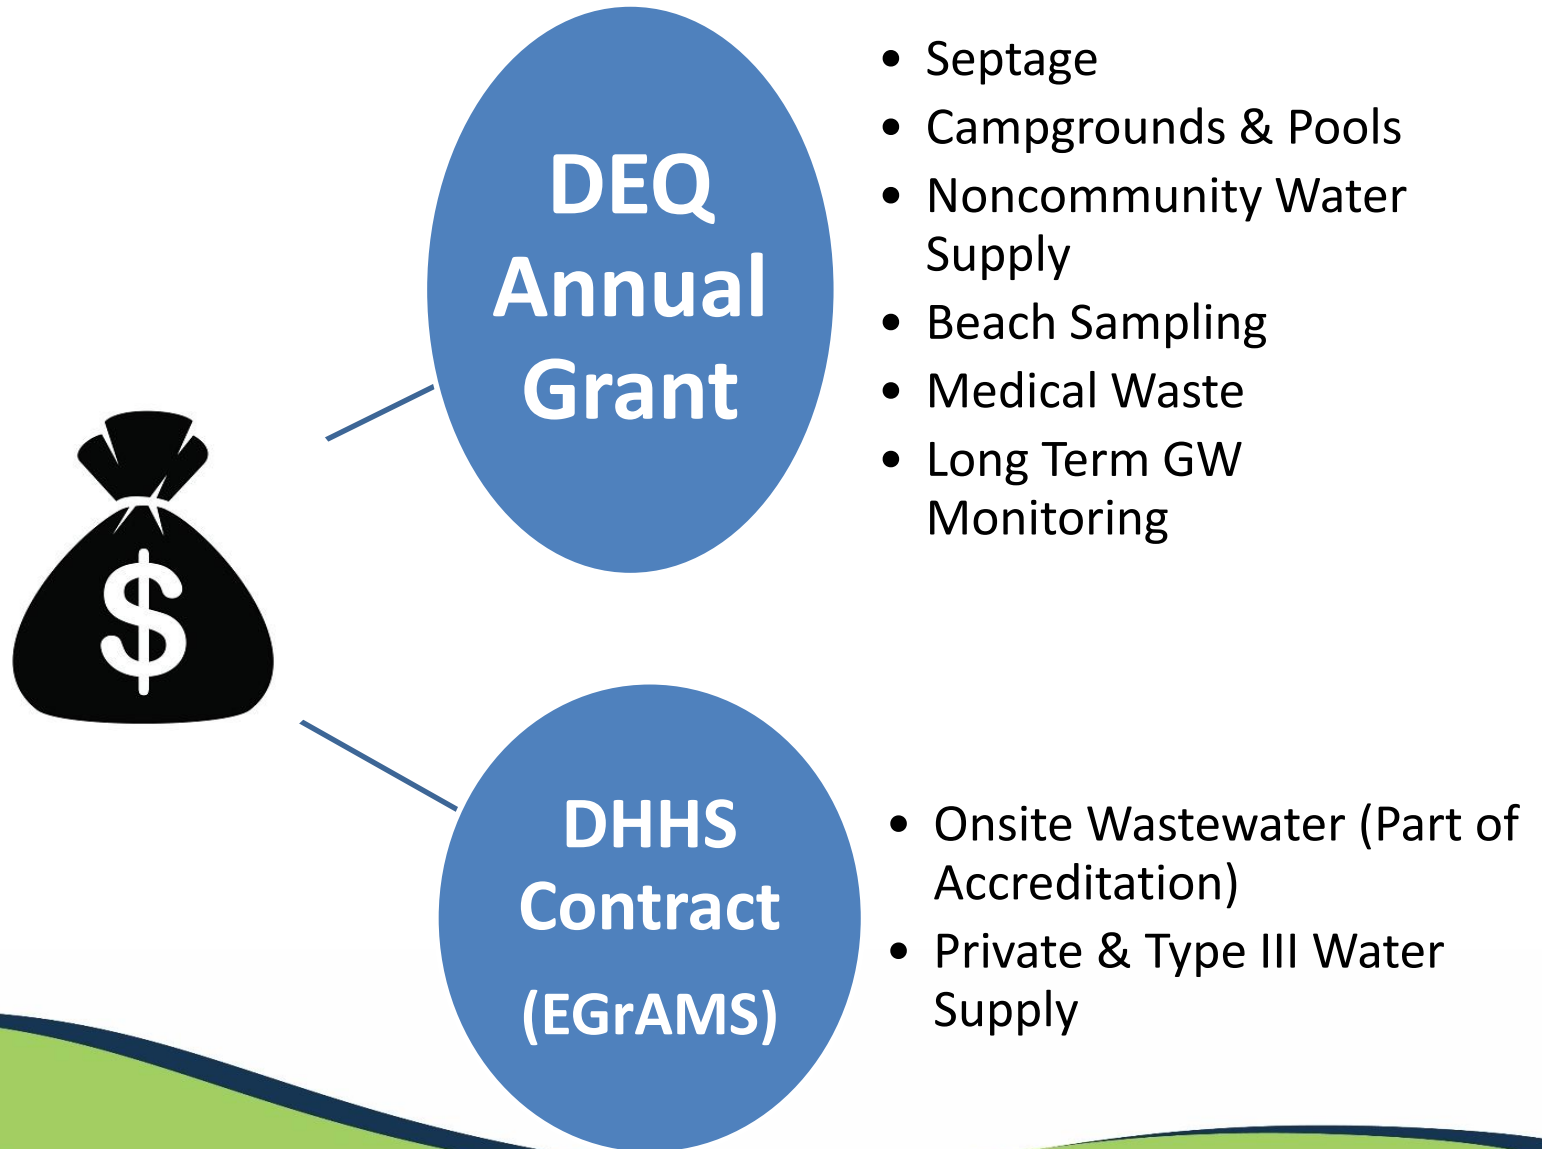 DEQ
Annual
Grant
• Septage
• Campgrounds & Pools
• Noncommunity Water
Supply
• Beach Sampling
• Medical Waste
• Long Term GW
Monitoring
$
DHHS
Contract
(EGrAMS)
• Onsite Wastewater (Part of
Accreditation)
• Private & Type III Water
Supply